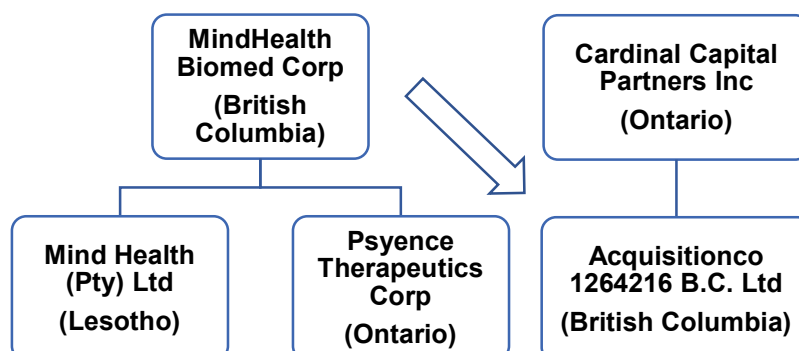 MindHealth
Biomed Corp
(British
Columbia)
Cardinal Capital
Partners Inc
(Ontario)
Mind Health
(Pty) Ltd
(Lesotho)
Psyence
Therapeutics
Corp
(Ontario)
Acquisitionco
1264216 B.C. Ltd
(British Columbia)